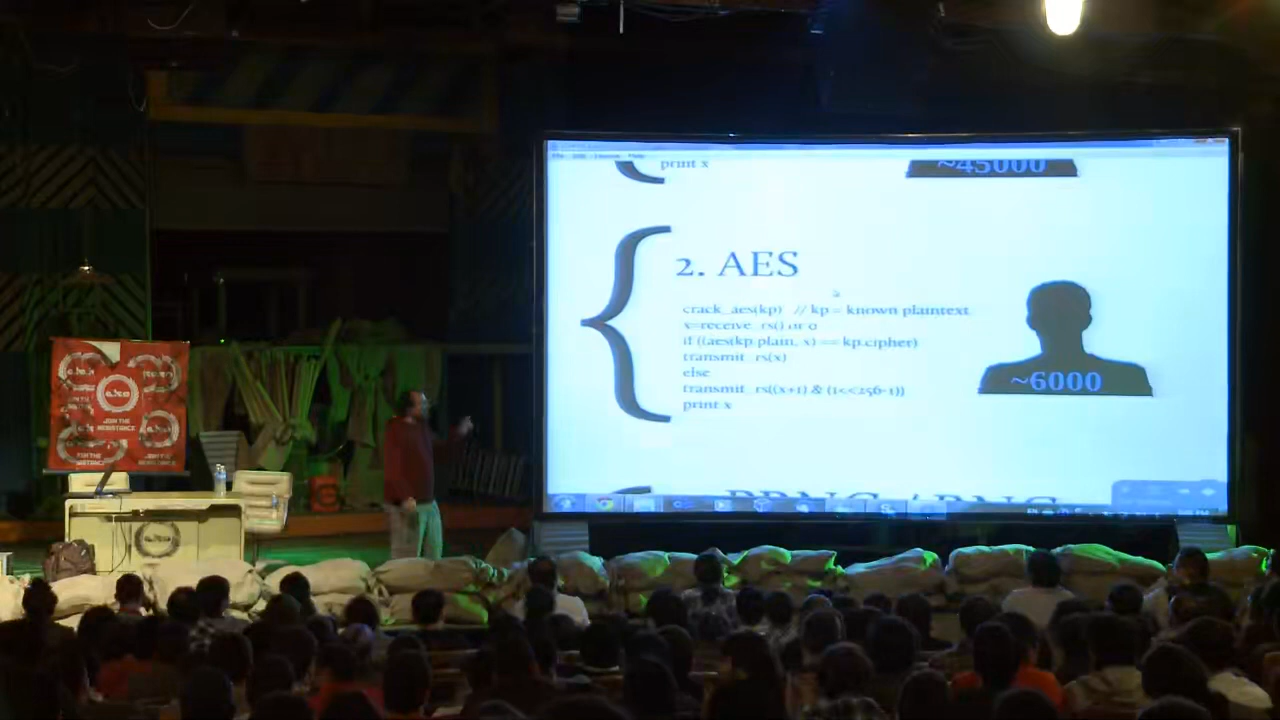 print x
~45000
2. AES
crack_aes(kp) // kp = known plaintext
x=receive_rs() or 0
if ((aes(kp.plain, x) == kp.cipher)
transmit_rs(x)
else
transmit_rs((x+1) & (1<<256-1))
print x
~6000
JOIN THE
RESISTANCE